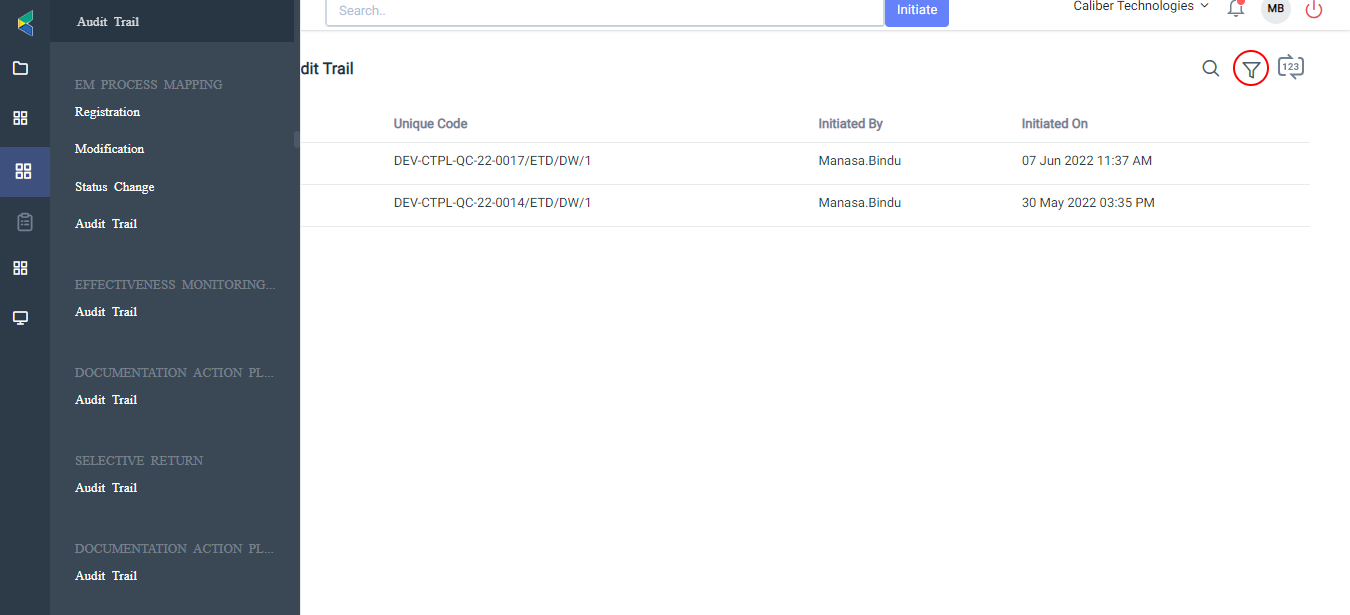 Audit Trail
EM PROCESS MAPPING
Registration
Modification
Status Change
Audit Trail
EFFECTIVENESS MONITORING...
Audit Trail
DOCUMENTATION ACTION PL...
Audit Trail
SELECTIVE RETURN
Audit Trail
DOCUMENTATION ACTION PL...
Audit Trail
Search..
Initiate
Caliber Technologies
MB
dit Trail
123
Unique Code Initiated By Initiated On
DEV-CTPL-QC-22-0017/ETD/DW/1 Manasa.Bindu 07 Jun 2022 11:37 AM
DEV-CTPL-QC-22-0014/ETD/DW/1 Manasa.Bindu 30 May 2022 03:35 PM